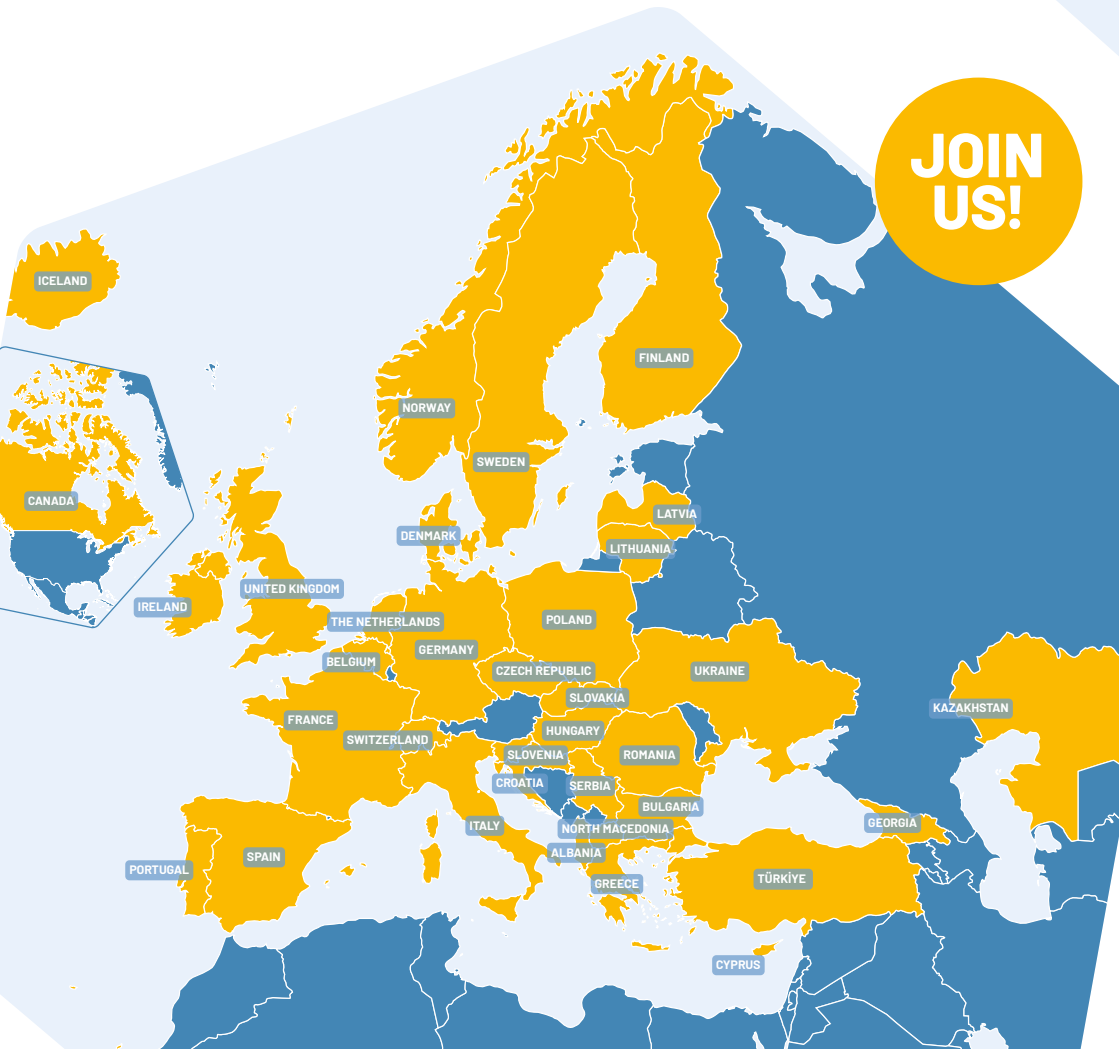 JOIN
US!
ICELAND
FINLAND
NORWAY
SWEDEN
CANADA
LATVIA
DENMARK
LITHUANIA
UNITED KINGDOM
IRELAND
THE NETHERLANDS
POLAND
GERMANY
BELGIUM
CZECH REPUBLIC
UKRAINE
SLOVAKIA
KAZAKHSTAN
FRANCE
HUNGARY
SWITZERLAND
SLOVENIA
ROMANIA
CROATIA
SERBIA
BULGARIA
GEORGIA
ITALY
NORTH MACEDONIA
ALBANIA
SPAIN
PORTUGAL
TÜRKİYE
GREECE
CYPRUS